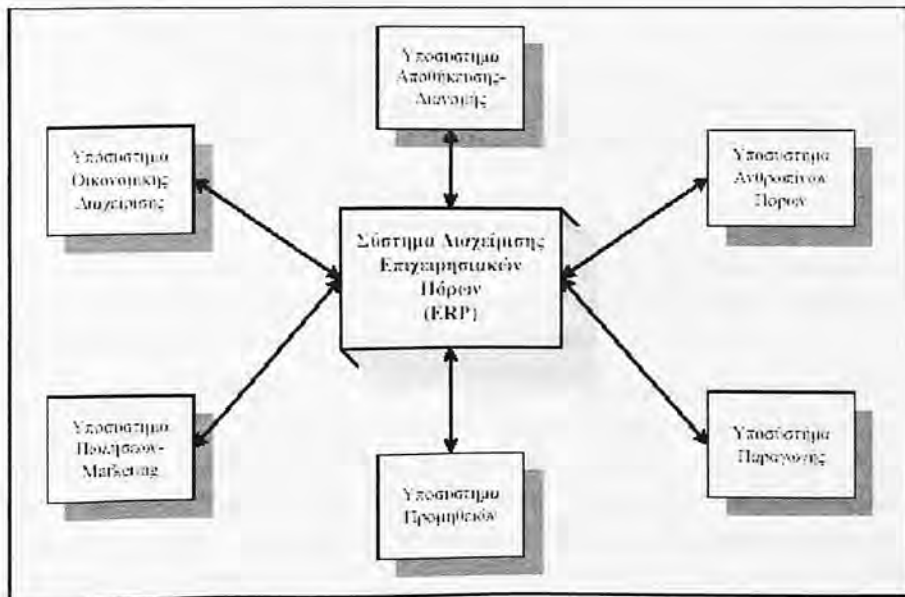 Υποσύστημα
Αποθήκευσης-
Διανομής
Υποσύστημα
Οικονομικής
Διαχείρισης
Υποσύστημα
Ανθρωπίνων
Πόρων
Σύστημα Διαχείρισης
Επιχειρησιακών
Πόρων
(ERP)
Υποσύστημα
Πωλήσεων-
Marketing
Υποσύστημα
Προμηθειών
Υποσύστημα
Παραγωγής